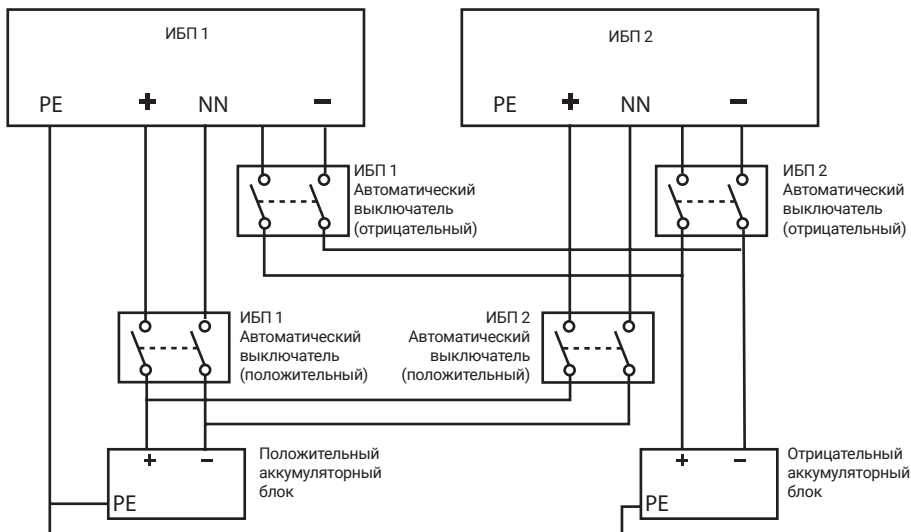 ИБП 1
ИБП 2
PE + NN −
PE + NN −
ИБП 1
Автоматический
выключатель
(отрицательный)
ИБП 2
Автоматический
выключатель
(отрицательный)
ИБП 1
Автоматический
выключатель
(положительный)
ИБП 2
Автоматический
выключатель
(положительный)
+ −
PE
Положительный
аккумуляторный
блок
+ −
PE
Отрицательный
аккумуляторный
блок